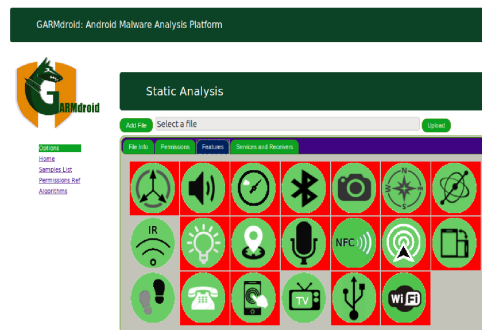 GARMdroid: Android Malware Analysis Platform
GARMdroid
Static Analysis
Add File Select a file Upload
File Info Permissions Features Services and Receivers
Options
Home
Samples List
Permissions Ref
Algorithms
N
W E
S
IR
NFC
TV
WiFi